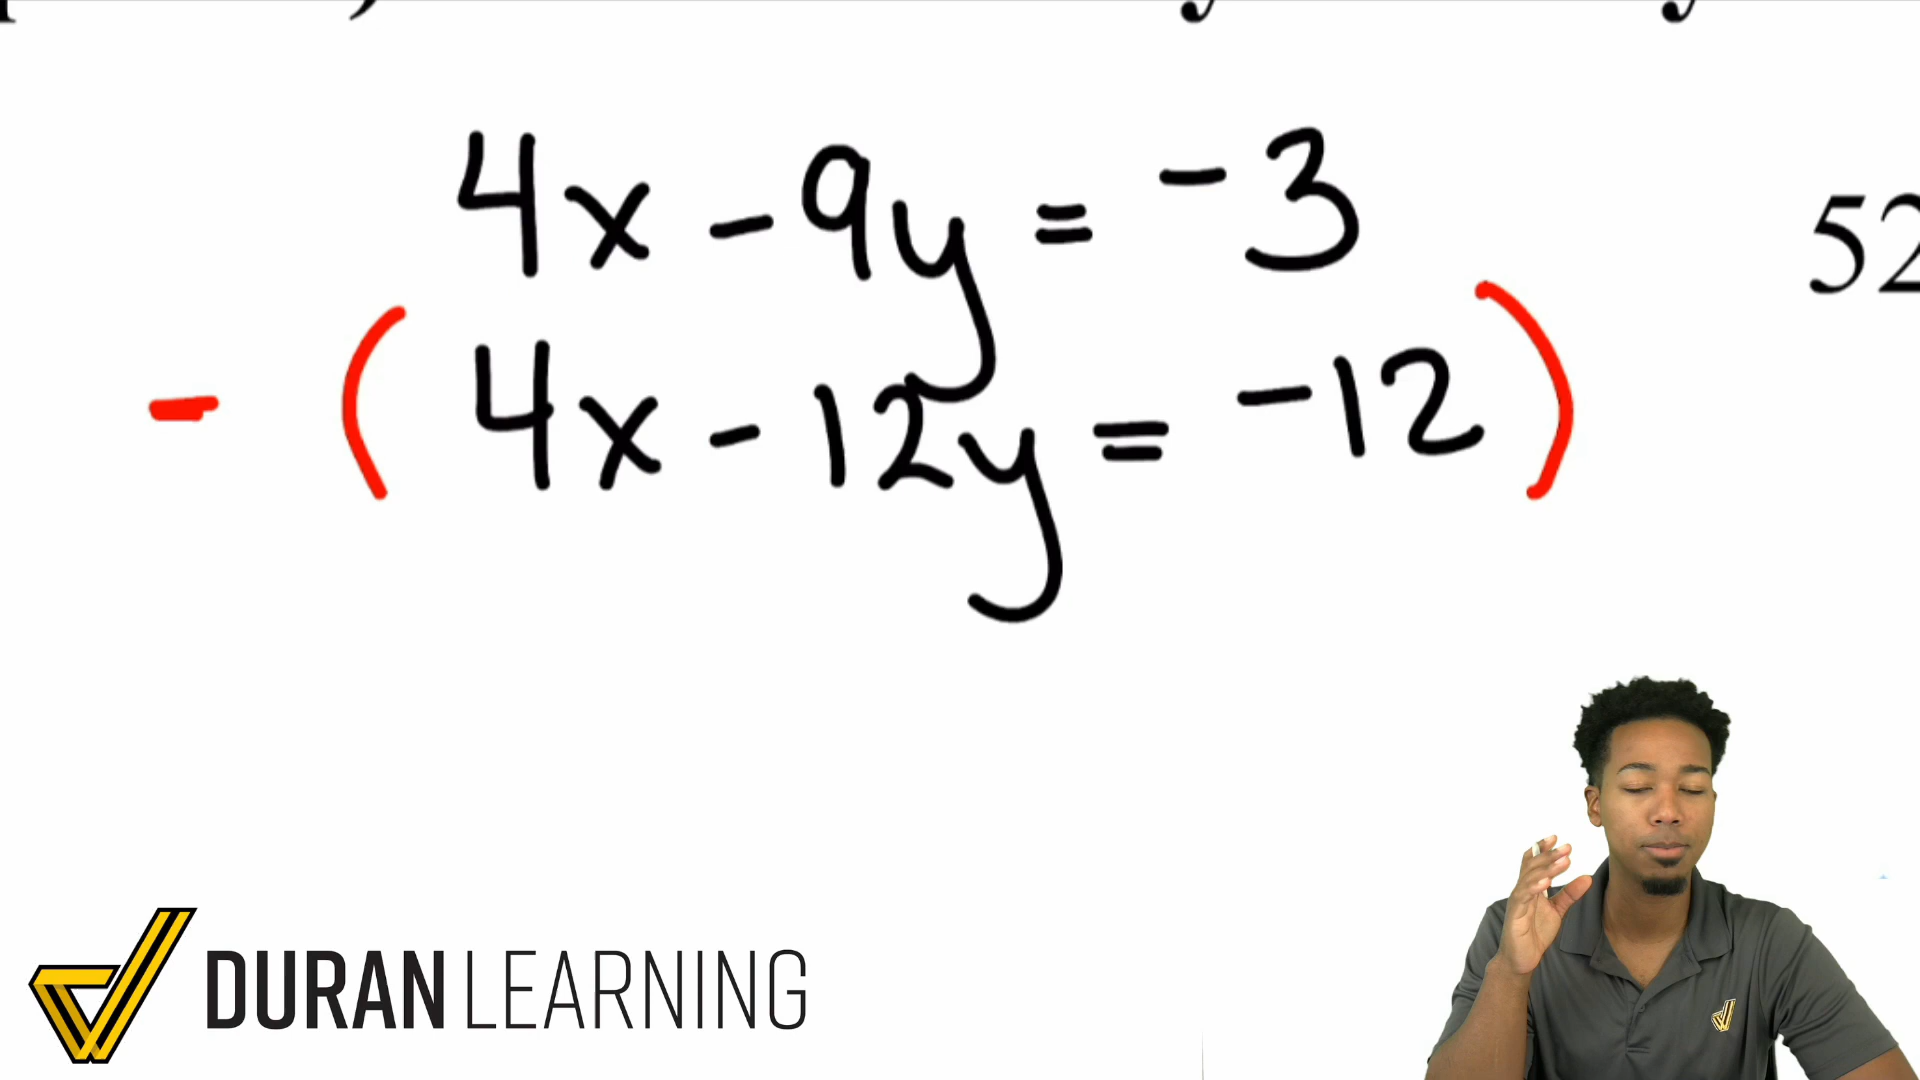 4x - 9y = -3
52
- ( 4x - 12y = -12 )
DURAN LEARNING